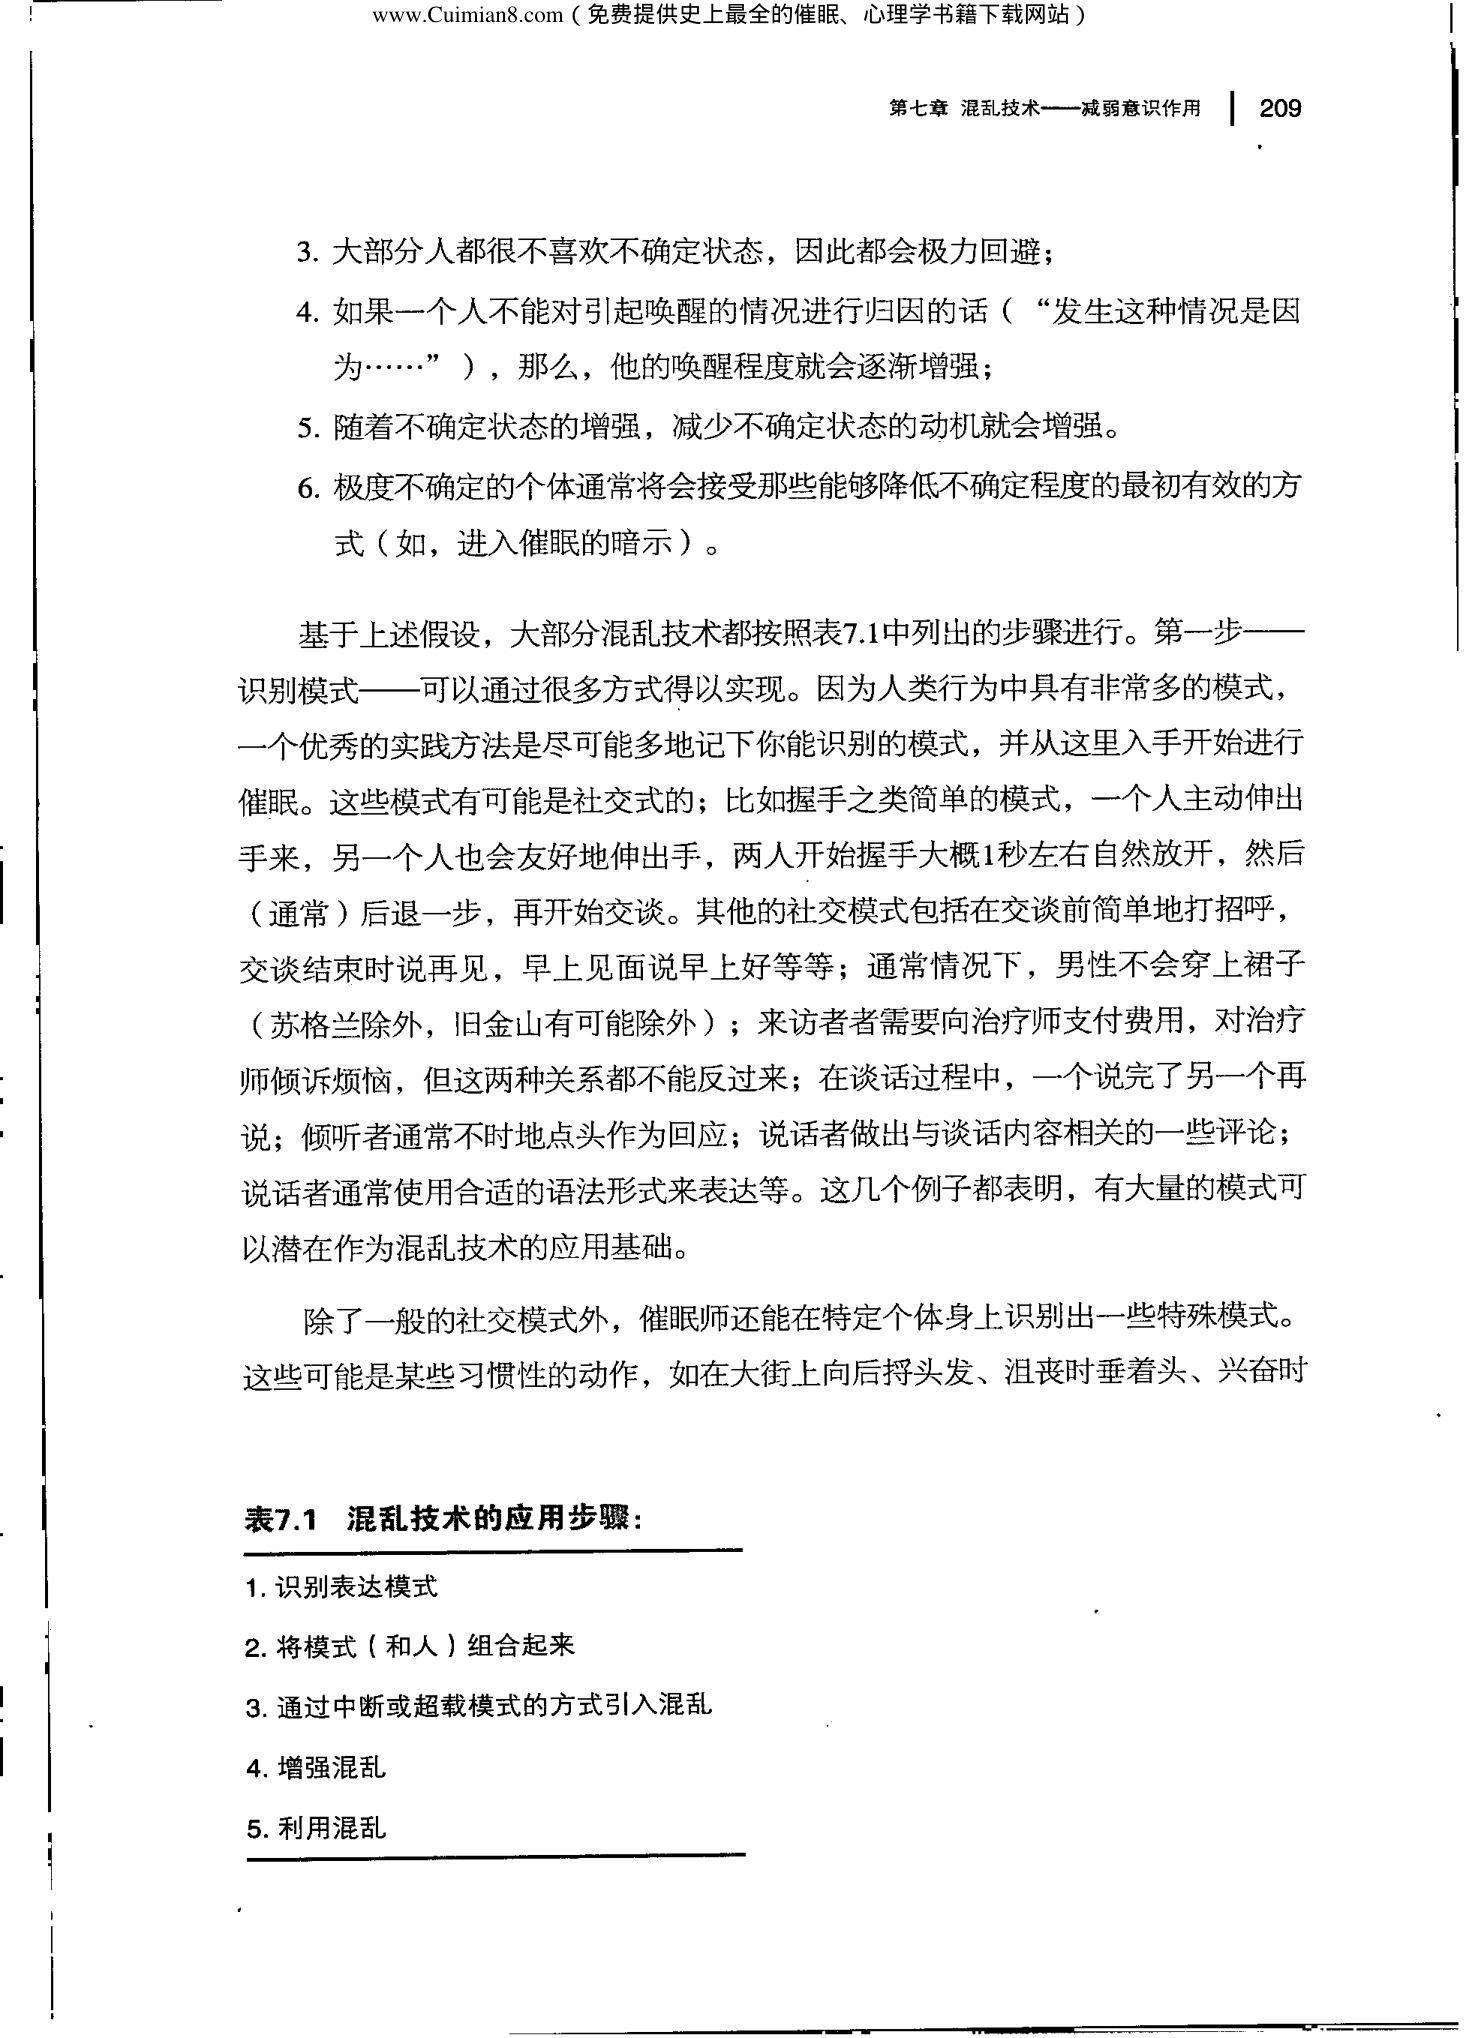 www.Cuimian8.com（免费提供史上最全的催眠、心理学书籍下载网站）
第七章 混乱技术——减弱意识作用 209
3. 大部分人都很不喜欢不确定状态，因此都会极力回避；
4. 如果一个人不能对引起唤醒的情况进行归因的话（“发生这种情况是因
为……”），那么，他的唤醒程度就会逐渐增强；
5. 随着不确定状态的增强，减少不确定状态的动机就会增强。
6. 极度不确定的个体通常将会接受那些能够降低不确定程度的最初有效的方
式（如，进入催眠的暗示）。
基于上述假设，大部分混乱技术都按照表7.1中列出的步骤进行。第一步——
识别模式——可以通过很多方式得以实现。因为人类行为中具有非常多的模式，
一个优秀的实践方法是尽可能多地记下你能识别的模式，并从这里入手开始进行
催眠。这些模式有可能是社交式的；比如握手之类简单的模式，一个人主动伸出
手来，另一个人也会友好地伸出手，两人开始握手大概1秒左右自然放开，然后
（通常）后退一步，再开始交谈。其他的社交模式包括在交谈前简单地打招呼，
交谈结束时说再见，早上见面说早上好等等；通常情况下，男性不会穿上裙子
（苏格兰除外，旧金山有可能除外）；来访者者需要向治疗师支付费用，对治疗
师倾诉烦恼，但这两种关系都不能反过来；在谈话过程中，一个说完了另一个再
说；倾听者通常不时地点头作为回应；说话者做出与谈话内容相关的一些评论；
说话者通常使用合适的语法形式来表达等。这几个例子都表明，有大量的模式可
以潜在作为混乱技术的应用基础。
除了一般的社交模式外，催眠师还能在特定个体身上识别出一些特殊模式。
这些可能是某些习惯性的动作，如在大街上向后捋头发、沮丧时垂着头、兴奋时
表7.1 混乱技术的应用步骤：
1. 识别表达模式
2. 将模式（和人）组合起来
3. 通过中断或超载模式的方式引入混乱
4. 增强混乱
5. 利用混乱